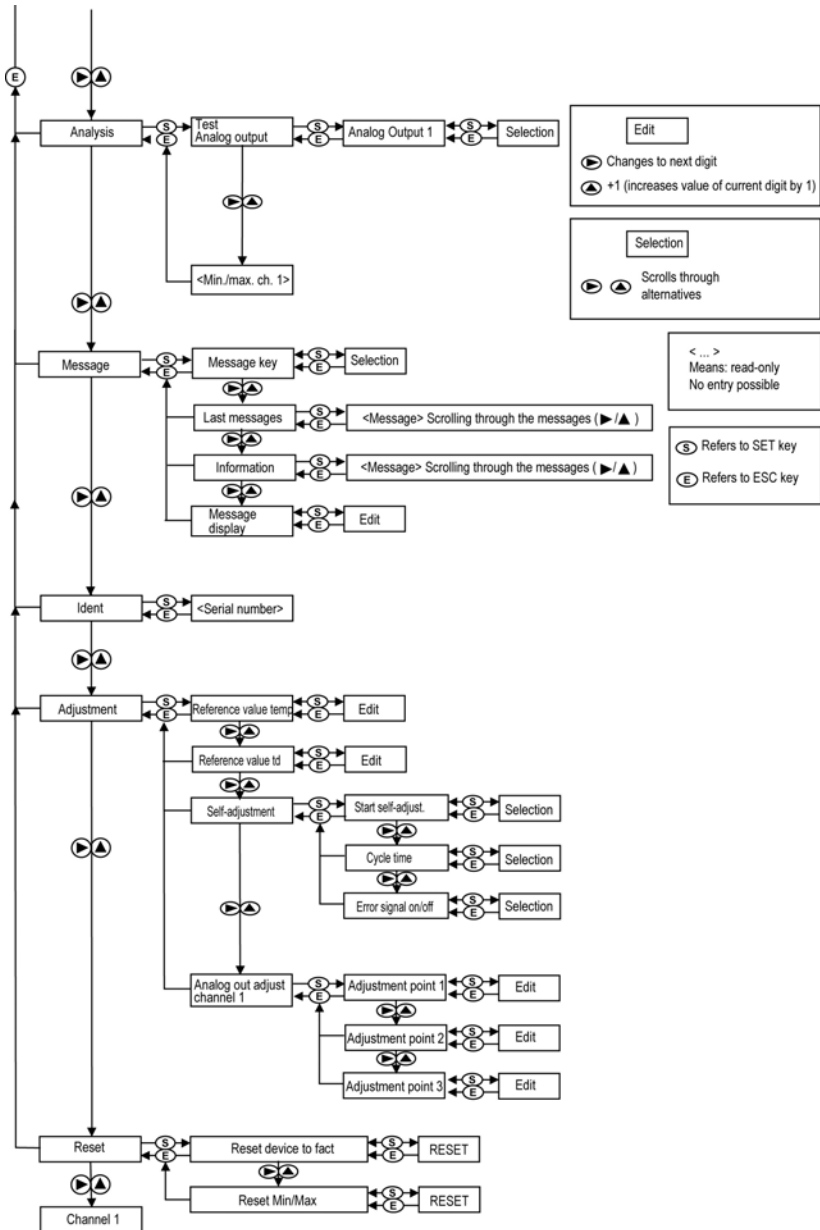 E
Analysis
S
E
Test
Analog output
S
E
Analog Output 1
S
E
Selection
<Min./max. ch. 1>
Edit
Changes to next digit
+1 (increases value of current digit by 1)
Selection
Scrolls through
alternatives
< ... >
Means: read-only
No entry possible
S Refers to SET key
E Refers to ESC key
Message
S
E
Message key
S
E
Selection
Last messages
S
E
<Message> Scrolling through the messages (▶/▲)
Information
S
E
<Message> Scrolling through the messages (▶/▲)
Message
display
S
E
Edit
Ident
S
E
<Serial number>
Adjustment
S
E
Reference value temp
S
E
Edit
Reference value td
S
E
Edit
Self-adjustment
S
E
Start self-adjust.
S
E
Selection
Cycle time
S
E
Selection
Error signal on/off
S
E
Selection
Analog out adjust
channel 1
S
E
Adjustment point 1
S
E
Edit
Adjustment point 2
S
E
Edit
Adjustment point 3
S
E
Edit
Reset
S
E
Reset device to fact
S
E
RESET
Reset Min/Max
S
E
RESET
Channel 1